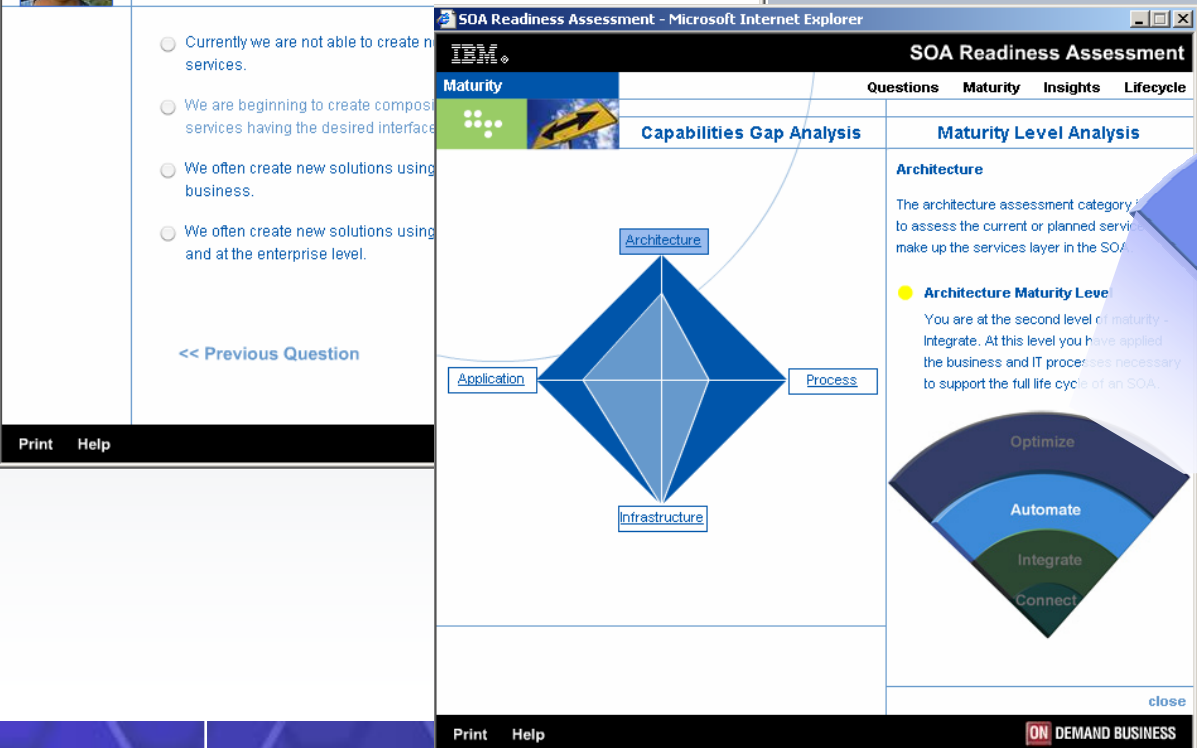 Currently we are not able to create n
services.
We are beginning to create composi
services having the desired interface
We often create new solutions using
business.
We often create new solutions using
and at the enterprise level.
<< Previous Question
Print Help
SOA Readiness Assessment - Microsoft Internet Explorer
IBM® SOA Readiness Assessment
Maturity
Questions Maturity Insights Lifecycle
Capabilities Gap Analysis
Architecture
Application
Process
Infrastructure
Maturity Level Analysis
Architecture
The architecture assessment category
to assess the current or planned servic
make up the services layer in the SOA
Architecture Maturity Level
You are at the second level of maturity -
Integrate. At this level you have applied
the business and IT processes necessary
to support the full life cycle of an SOA.
Optimize
Automate
Integrate
Connect
close
Print Help
ON DEMAND BUSINESS